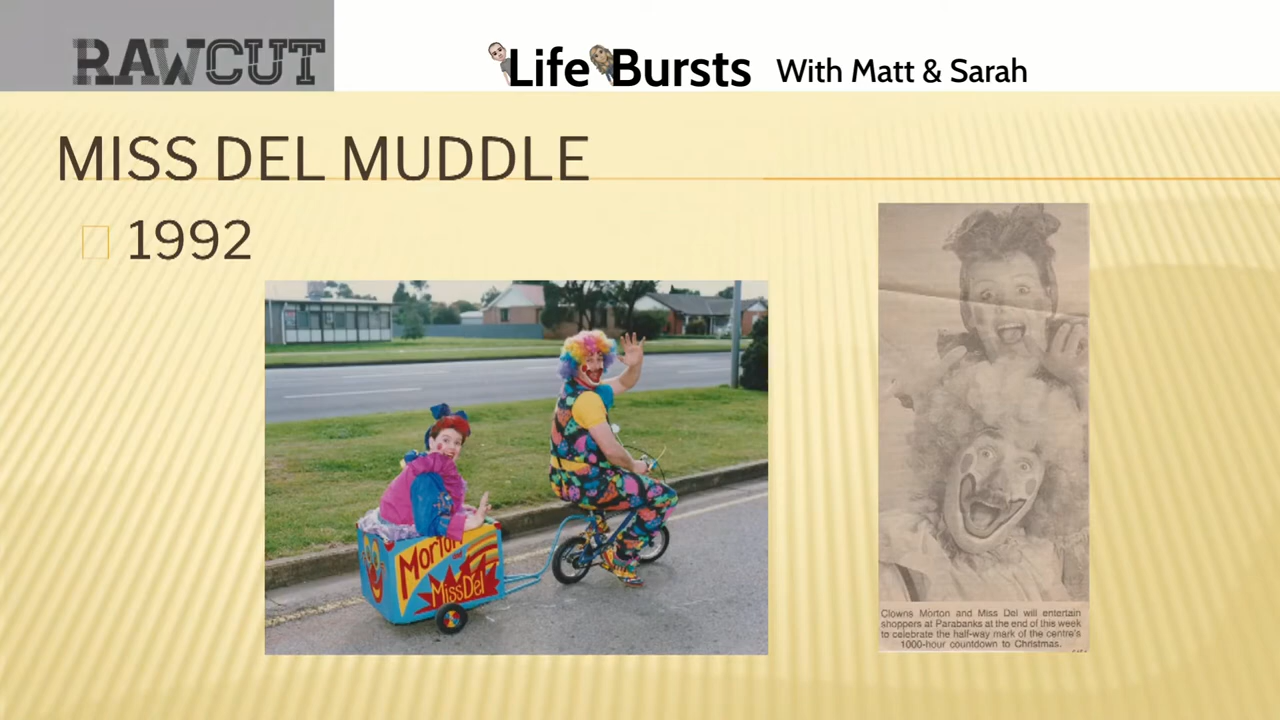 RAWCUT
Life Bursts With Matt & Sarah
MISS DEL MUDDLE
1992
Morton
MissDel
Clowns Morton and Miss Del will entertain
shoppers at Parabanks at the end of this week
to celebrate the half-way mark of the centre's
1000-hour countdown to Christmas.